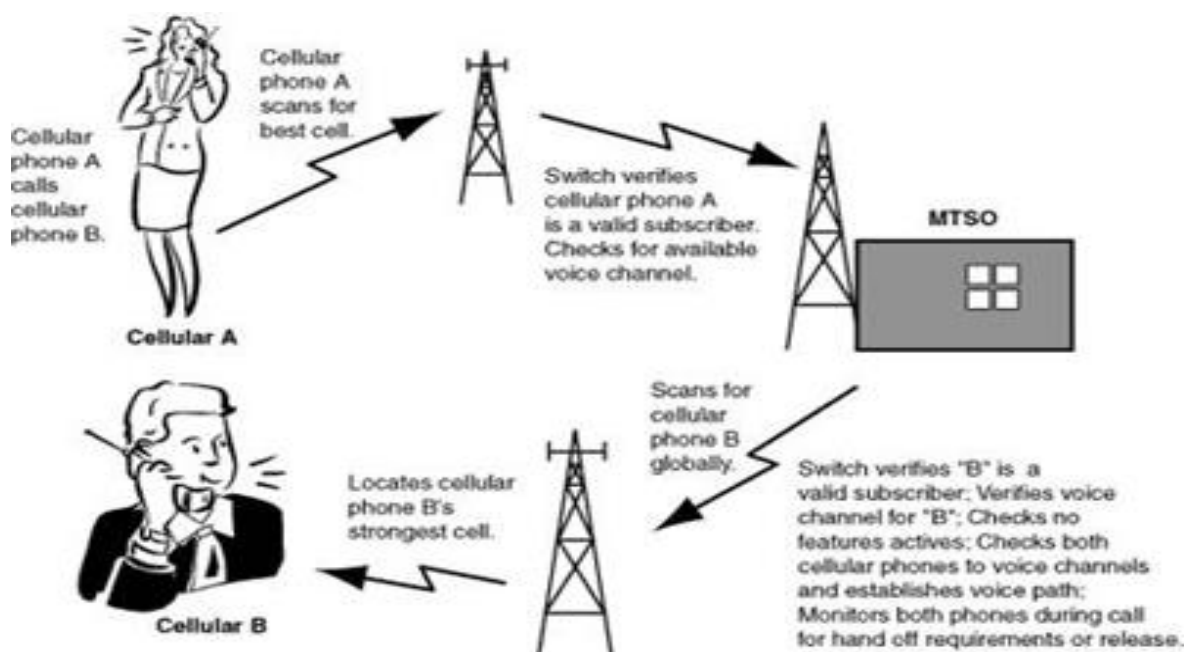 Cellular
phone A
calls
cellular
phone B.
Cellular
phone A
scans for
best cell.
Cellular A
Switch verifies
cellular phone A
is a valid subscriber.
Checks for available
voice channel.
MTSO
Scans for
cellular
phone B
globally.
Switch verifies "B" is a
valid subscriber; Verifies voice
channel for "B"; Checks no
features actives; Checks both
cellular phones to voice channels
and establishes voice path;
Monitors both phones during call
for hand off requirements or release.
Locates cellular
phone B's
strongest cell.
Cellular B